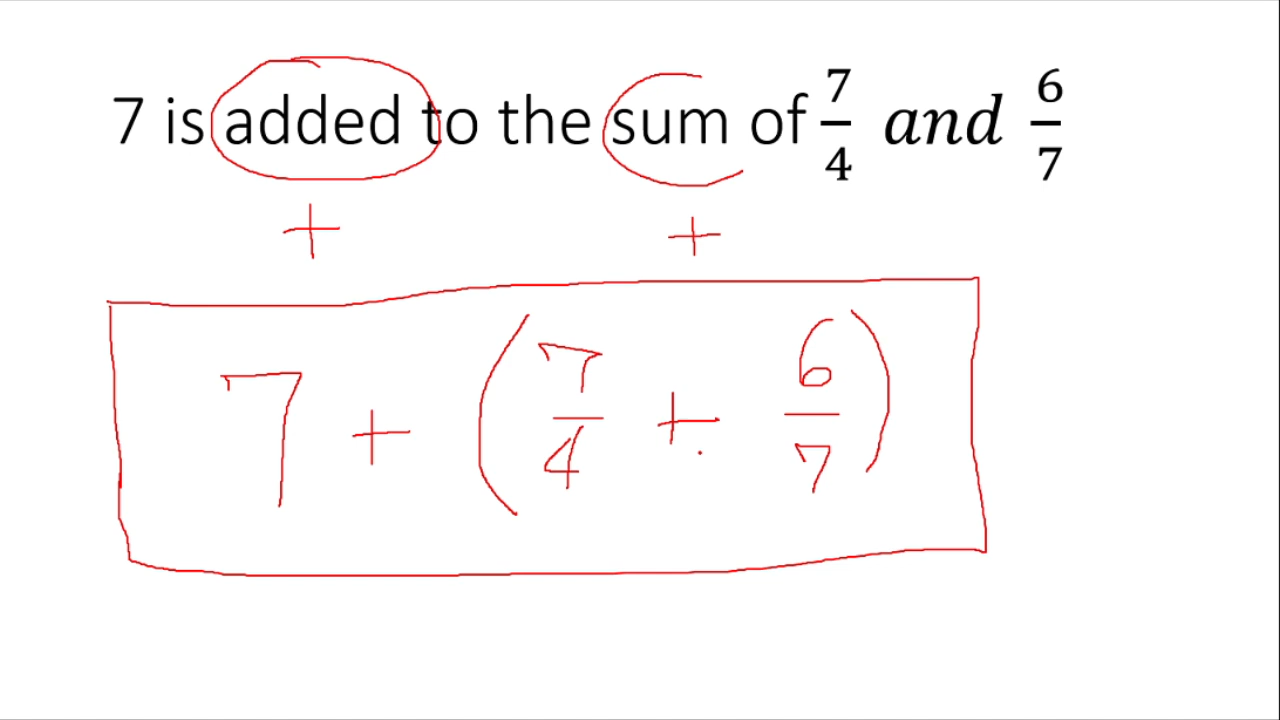 7 is added to the sum of 7/4 and 6/7
+ +
7 + (7/4 + 6/7)